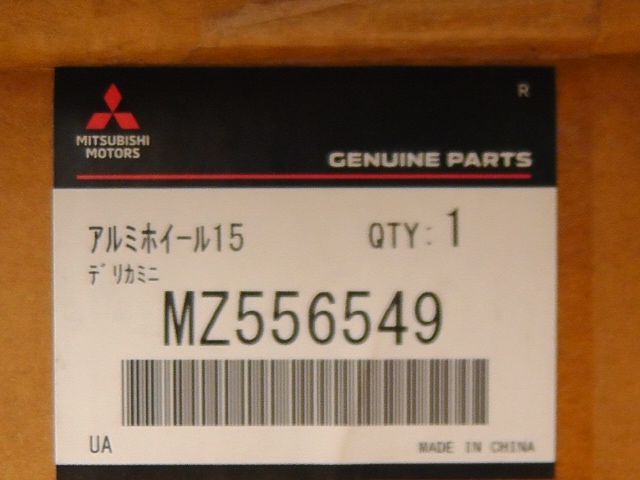 R
MITSUBISHI
MOTORS
GENUINE PARTS
アルミホイール15
QTY: 1
デリカミニ
MZ556549
UA
MADE IN CHINA